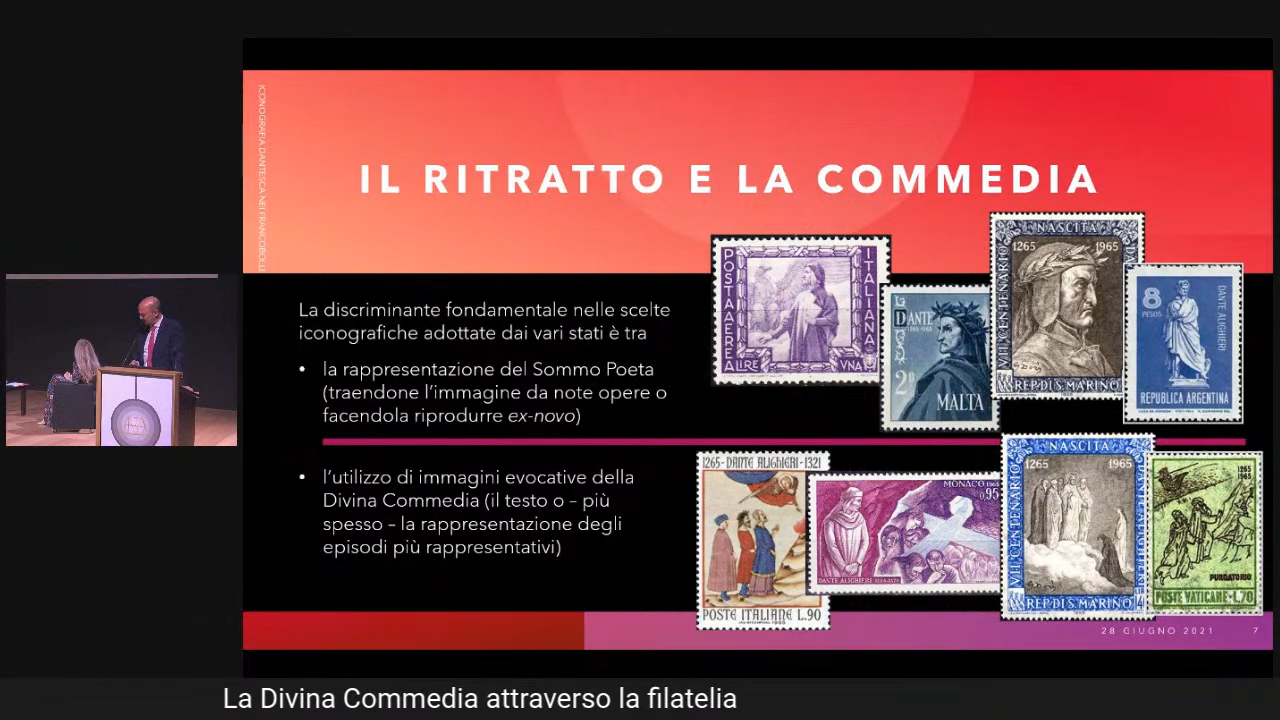 ICONOGRAFIA DANTESCA NEI FRANCOBOLLI
IL RITRATTO E LA COMMEDIA
La discriminante fondamentale nelle scelte
iconografiche adottate dai vari stati è tra
• la rappresentazione del Sommo Poeta
(traendone l'immagine da note opere o
facendola riprodurre ex-novo)
• l'utilizzo di immagini evocative della
Divina Commedia (il testo o – più
spesso – la rappresentazione degli
episodi più rappresentativi)
POSTA AEREA
ITALIANA
LIRE VNA
DANTE
1265-1965
2D
MALTA
NASCITA
1265 1965
VII CENTENARIO
REP. DI S. MARINO
8
PESOS
DANTE ALIGHIERI
REPUBLICA ARGENTINA
1265-DANTE ALIGHIERI-1321
POSTE ITALIANE L.90
MONACO 1966
0,95
DANTE ALIGHIERI
NASCITA
1265 1965
VII CENTENARIO
DANTE ALIGHIERI
REP. DI S. MARINO
1265
1965
PURGATORIO
POSTE VATICANE·L.70
28 GIUGNO 2021
7
La Divina Commedia attraverso la filatelia